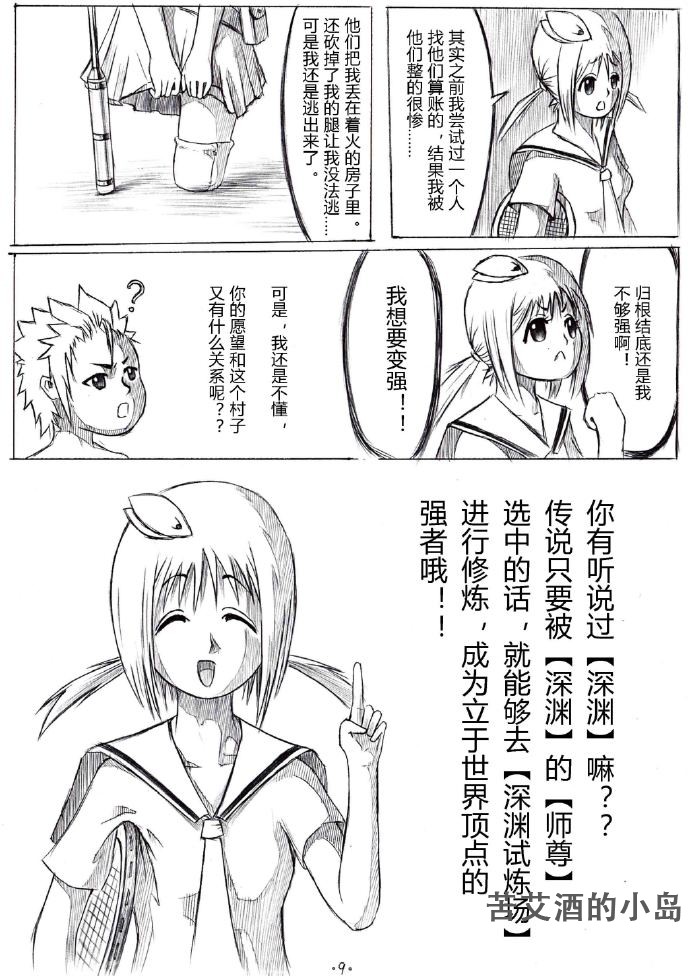 其实之前我尝试过一个人
找他们算账的，结果我被
他们整的很惨………
他们把我丢在着火的房子里。
还砍掉了我的腿让我没法逃……
可是我还是逃出来了。
归根结底还是我
不够强啊！
我想要变强！！
？
可是，我还是不懂，
你的愿望和这个村子
又有什么关系呢？？
你有听说过【深渊】嘛？？
传说只要被【深渊】的【师尊】
选中的话，就能够去【深渊试炼场】
进行修炼，成为立于世界顶点的
强者哦！！
苦艾酒的小岛
·9·